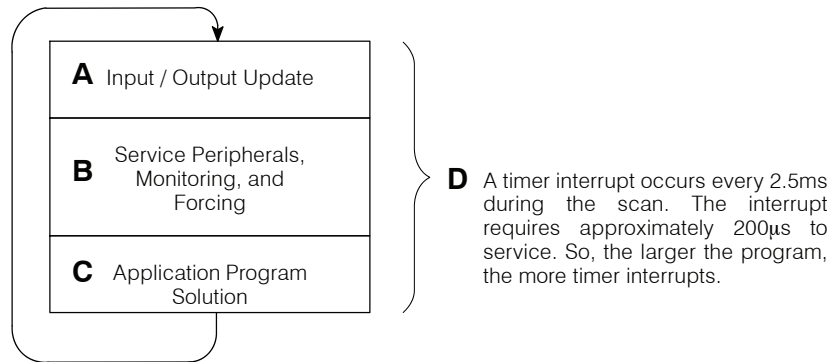 A Input / Output Update
B Service Peripherals,
Monitoring, and
Forcing
C Application Program
Solution
D A timer interrupt occurs every 2.5ms
during the scan. The interrupt
requires approximately 200μs to
service. So, the larger the program,
the more timer interrupts.